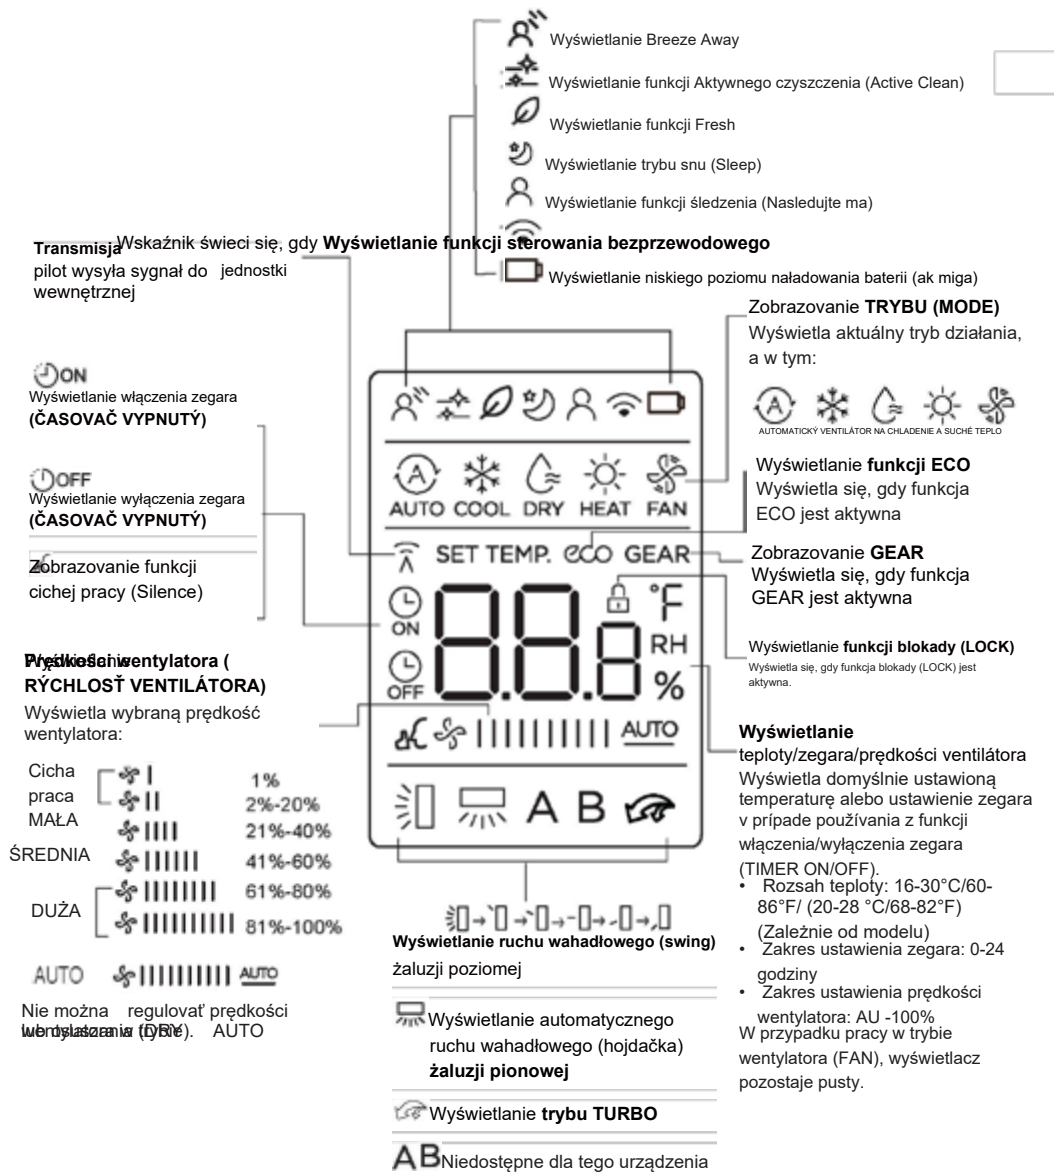 Wyświetlanie Breeze Away
Wyświetlanie funkcji Aktywnego czyszczenia (Active Clean)
Wyświetlanie funkcji Fresh
Wyświetlanie trybu snu (Sleep)
Wyświetlanie funkcji śledzenia (Nasledujte ma)
Transmisja Wskaźnik świeci się, gdy Wyświetlanie funkcji sterowania bezprzewodowego
pilot wysyła sygnał do jednostki
wewnętrznej
Wyświetlanie niskiego poziomu naładowania baterii (ak miga)
Zobrazovanie TRYBU (MODE)
Wyświetla aktualny tryb działania,
a w tym:
AUTOMATICKÝ VENTILÁTOR NA CHLADENIE A SUCHÉ TEPLO
ON
Wyświetlanie włączenia zegara
(ČASOVAČ VYPNUTÝ)
OFF
Wyświetlanie wyłączenia zegara
(ČASOVAČ VYPNUTÝ)
Zobrazovanie funkcji
cichej pracy (Silence)
AUTO COOL DRY HEAT FAN
SET TEMP. eco GEAR
ON
OFF
88.8
°F
RH
%
AUTO
A B
Wyświetlanie funkcji ECO
Wyświetla się, gdy funkcja
ECO jest aktywna
Zobrazovanie GEAR
Wyświetla się, gdy funkcja
GEAR jest aktywna
Wyświetlanie funkcji blokady (LOCK)
Wyświetla się, gdy funkcja blokady (LOCK) jest
aktywna.
Prędkości wentylatora (
RÝCHLOSŤ VENTILÁTORA)
Wyświetla wybraną prędkość
wentylatora:
Cicha
praca
1%
2%-20%
MAŁA
21%-40%
ŚREDNIA
41%-60%
DUŻA
61%-80%
81%-100%
AUTO AUTO
Nie można regulovať prędkości
AUTO
Wyświetlanie
teploty/zegara/prędkości ventilátora
Wyświetla domyślnie ustawioną
temperaturę alebo ustawienie zegara
v prípade používania z funkcji
włączenia/wyłączenia zegara
(TIMER ON/OFF).
• Rozsah teploty: 16-30°C/60-
86°F/ (20-28 °C/68-82°F)
(Zależnie od modelu)
• Zakres ustawienia zegara: 0-24
godziny
• Zakres ustawienia prędkości
wentylatora: AU -100%
W przypadku pracy w trybie
wentylatora (FAN), wyświetlacz
pozostaje pusty.
Wyświetlanie ruchu wahadłowego (swing)
żaluzji poziomej
Wyświetlanie automatycznego
ruchu wahadłowego (hojdačka)
żaluzji pionowej
Wyświetlanie trybu TURBO
AB Niedostępne dla tego urządzenia